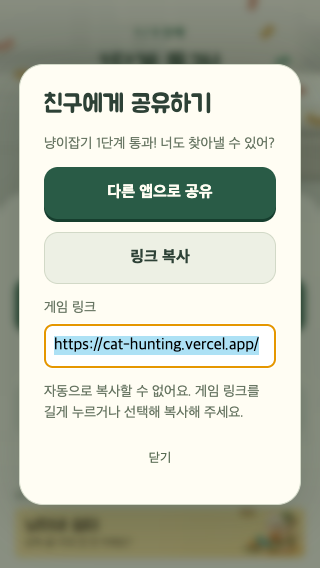 친구에게 공유하기
냥이잡기 1단계 통과! 너도 찾아낼 수 있어?
다른 앱으로 공유
링크 복사
게임 링크
https://cat-hunting.vercel.app/
자동으로 복사할 수 없어요. 게임 링크를
길게 누르거나 선택해 복사해 주세요.
닫기